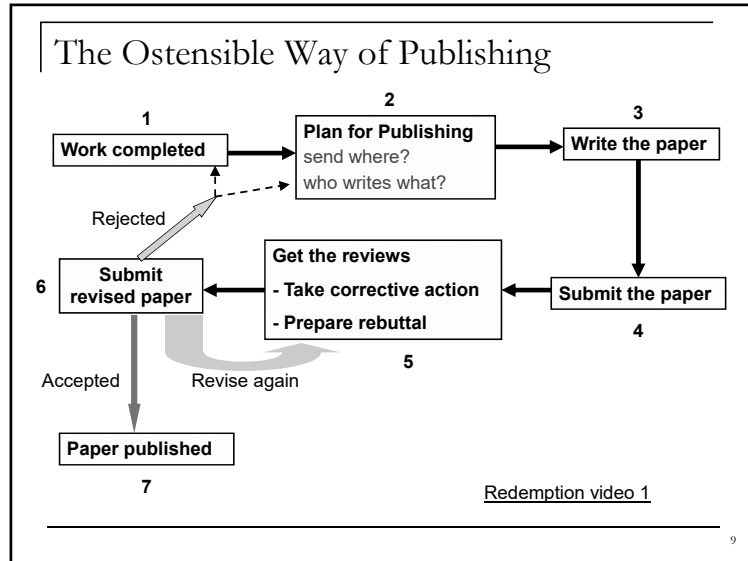 The Ostensible Way of Publishing
1
Work completed
2
Plan for Publishing
send where?
who writes what?
3
Write the paper
Rejected
6
Submit
revised paper
Get the reviews
- Take corrective action
- Prepare rebuttal
5
Submit the paper
4
Accepted
Revise again
Paper published
7
Redemption video 1
9